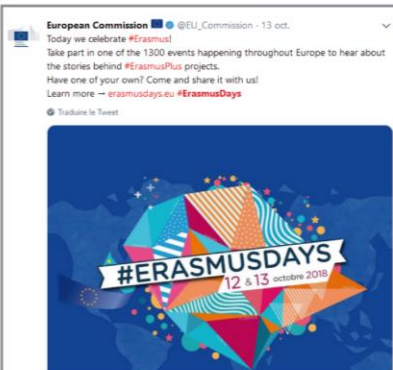 European Commission @EU_Commission · 13 oct.
Today we celebrate #Erasmus!
Take part in one of the 1300 events happening throughout Europe to hear about
the stories behind #ErasmusPlus projects.
Have one of your own? Come and share it with us!
Learn more → erasmusdays.eu #ErasmusDays
Traduire le Tweet
#ERASMUSDAYS
12 & 13 octobre 2018